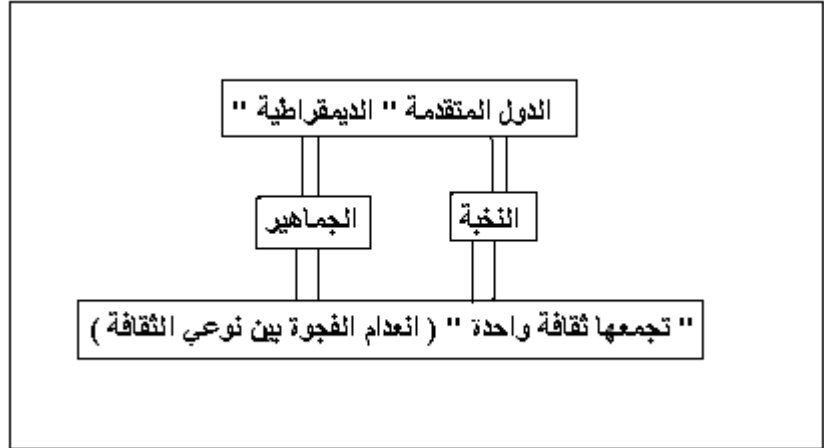 الدول المتقدمة " الديمقراطية "
النخبة
الجماهير
" تجمعها ثقافة واحدة " ( انعدام الفجوة بين نوعي الثقافة )